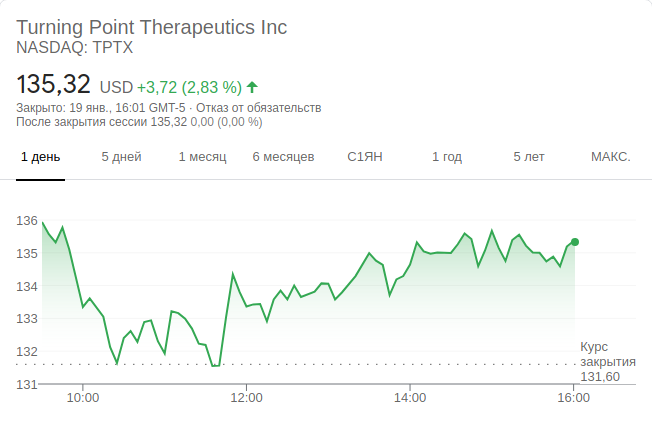 Turning Point Therapeutics Inc
NASDAQ: TPTX
135,32 USD +3,72 (2,83 %)
Закрыто: 19 янв., 16:01 GMT-5 · Отказ от обязательств
После закрытия сессии 135,32 0,00 (0,00 %)
1 день 5 дней 1 месяц 6 месяцев С1ЯН 1 год 5 лет МАКС.
136
135
134
133
132
131
Курс
закрытия
131,60
10:00 12:00 14:00 16:00